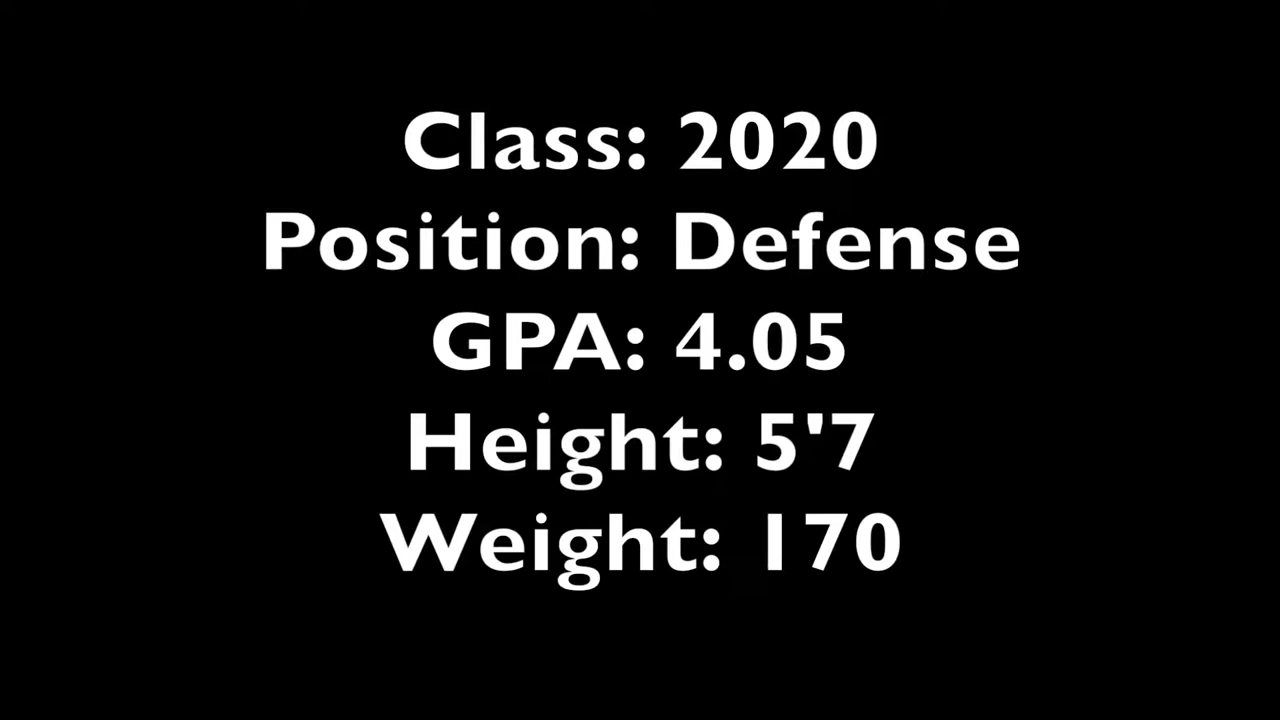 Class: 2020
Position: Defense
GPA: 4.05
Height: 5'7
Weight: 170